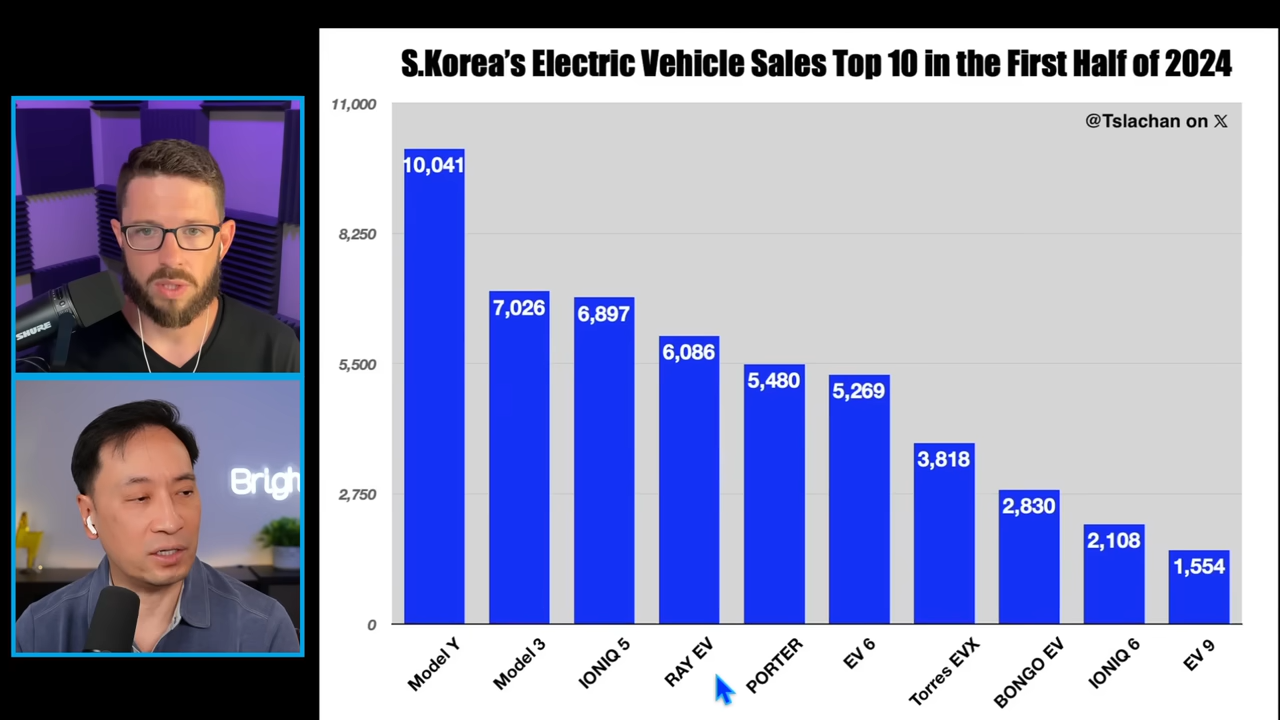 S.Korea's Electric Vehicle Sales Top 10 in the First Half of 2024
@Tslachan on X
11,000
8,250
5,500
2,750
0
10,041
7,026
6,897
6,086
5,480
5,269
3,818
2,830
2,108
1,554
Model Y
Model 3
IONIQ 5
RAY EV
PORTER
EV 6
Torres EVX
BONGO EV
IONIQ 6
EV 9
SHURE
Brigh